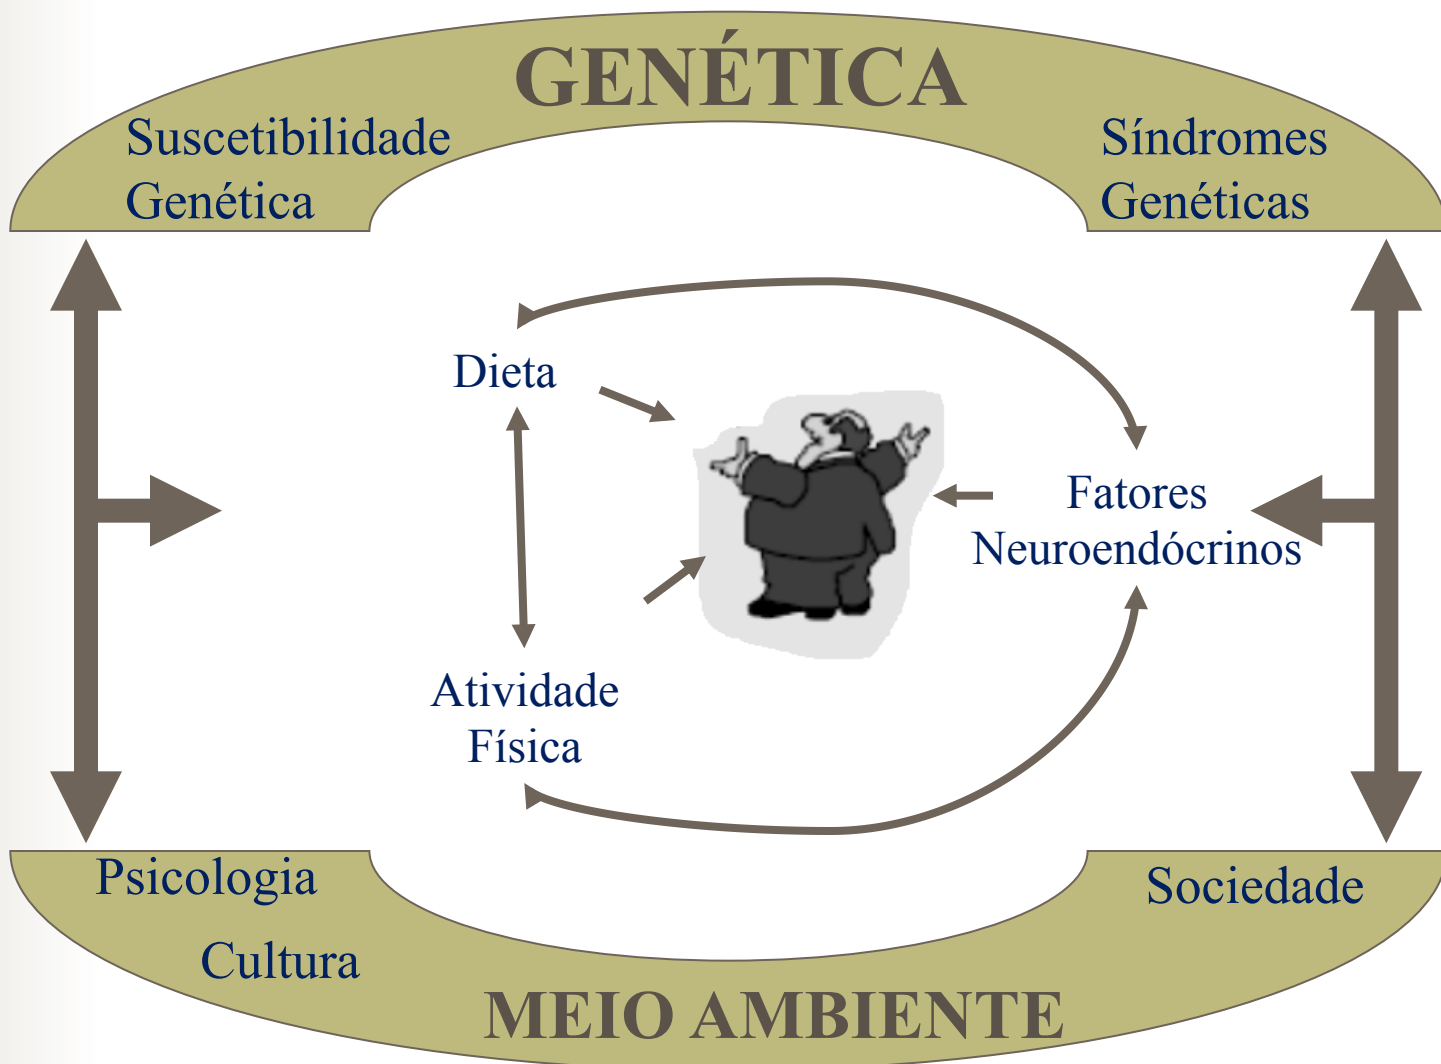 GENÉTICA
Suscetibilidade
Genética
Síndromes
Genéticas
Dieta
Fatores
Neuroendócrinos
Atividade
Física
Psicologia
Cultura
Sociedade
MEIO AMBIENTE